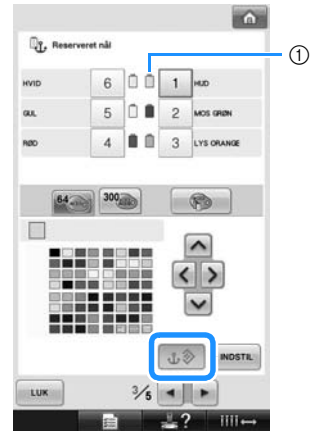 Reserveret nål
①
HVID 6 1 HUD
GUL 5 2 MOS GRØN
RØD 4 3 LYS ORANGE
64 300
INDSTIL
LUK 3/5
?